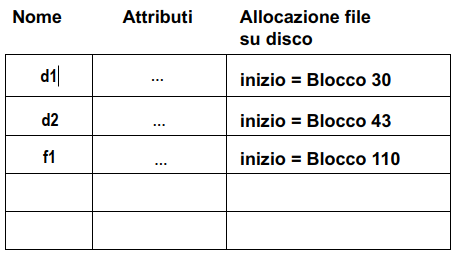 Nome Attributi Allocazione file
su disco
d1 ... inizio = Blocco 30
d2 ... inizio = Blocco 43
f1 ... inizio = Blocco 110